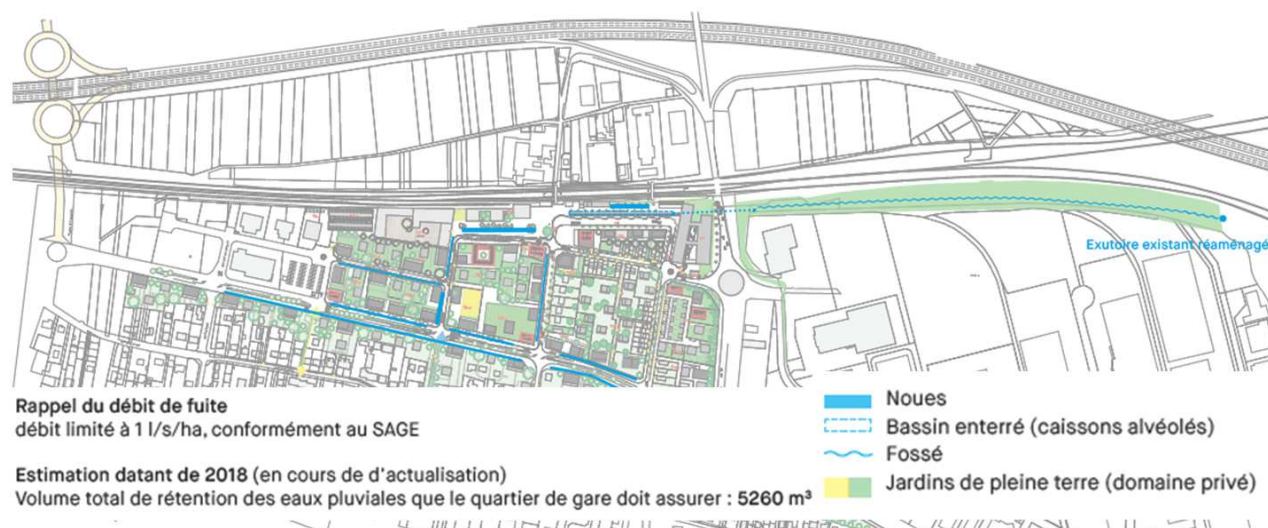 Exutoire existant réaménagé
Rappel du débit de fuite
débit limité à 1 l/s/ha, conformément au SAGE
Estimation datant de 2018 (en cours de d'actualisation)
Volume total de rétention des eaux pluviales que le quartier de gare doit assurer : 5260 m³
Noues
Bassin enterré (caissons alvéolés)
Fossé
Jardins de pleine terre (domaine privé)